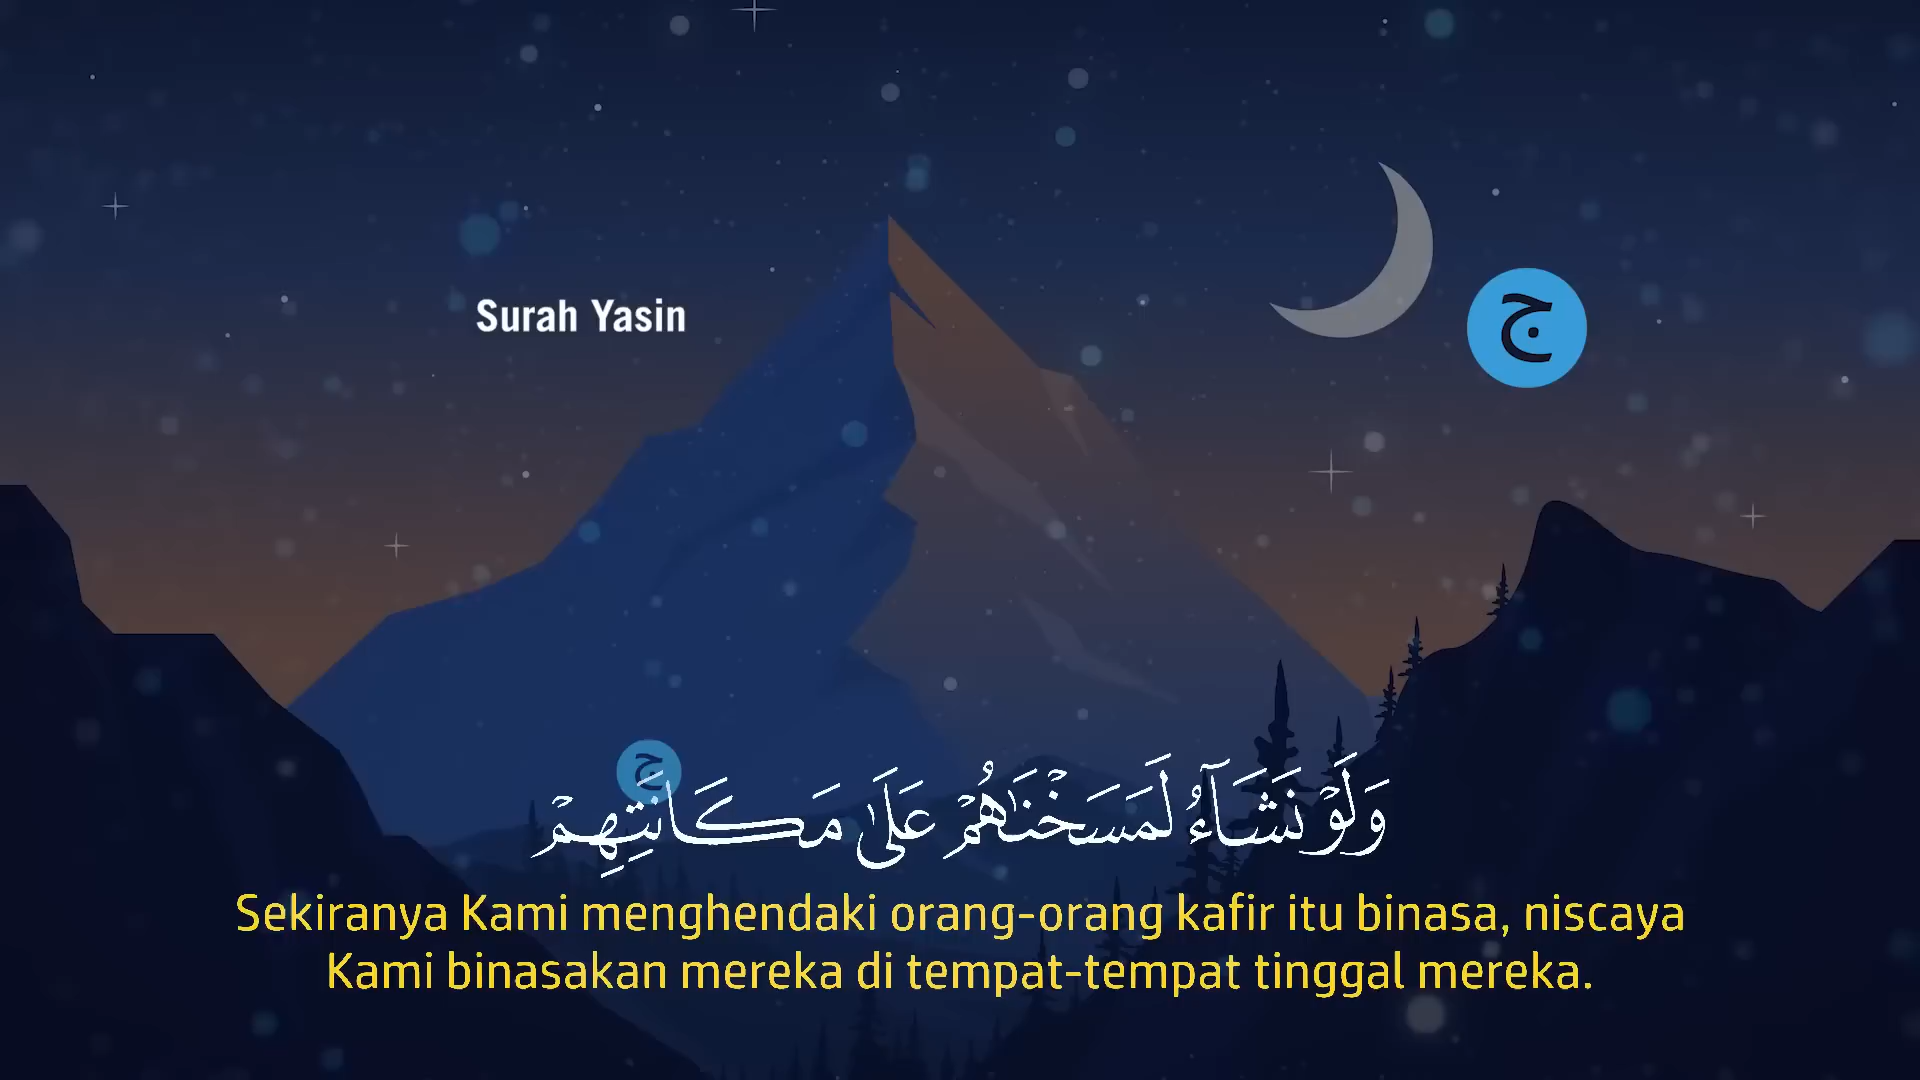 Surah Yasin
ج
ج
وَلَوْ نَشَآءُ لَمَسَخْنَٰهُمْ عَلَىٰ مَكَانَتِهِمْ
Sekiranya Kami menghendaki orang-orang kafir itu binasa, niscaya
Kami binasakan mereka di tempat-tempat tinggal mereka.